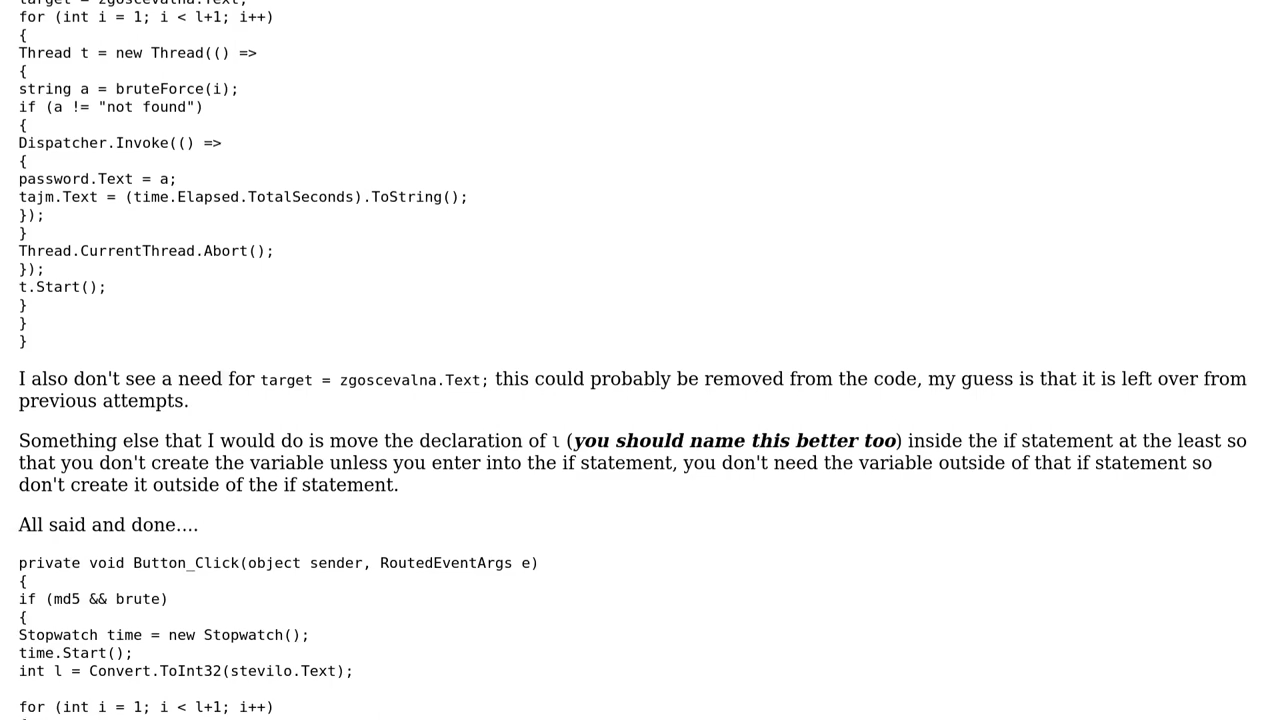 target = zgoscevalna.Text;
for (int i = 1; i < l+1; i++)
{
Thread t = new Thread(() =>
{
string a = bruteForce(i);
if (a != "not found")
{
Dispatcher.Invoke(() =>
{
password.Text = a;
tajm.Text = (time.Elapsed.TotalSeconds).ToString();
});
}
Thread.CurrentThread.Abort();
});
t.Start();
}
}
}
I also don't see a need for target = zgoscevalna.Text; this could probably be removed from the code, my guess is that it is left over from
previous attempts.
Something else that I would do is move the declaration of l (you should name this better too) inside the if statement at the least so
that you don't create the variable unless you enter into the if statement, you don't need the variable outside of that if statement so
don't create it outside of the if statement.
All said and done....
private void Button_Click(object sender, RoutedEventArgs e)
{
if (md5 && brute)
{
Stopwatch time = new Stopwatch();
time.Start();
int l = Convert.ToInt32(stevilo.Text);
for (int i = 1; i < l+1; i++)
{